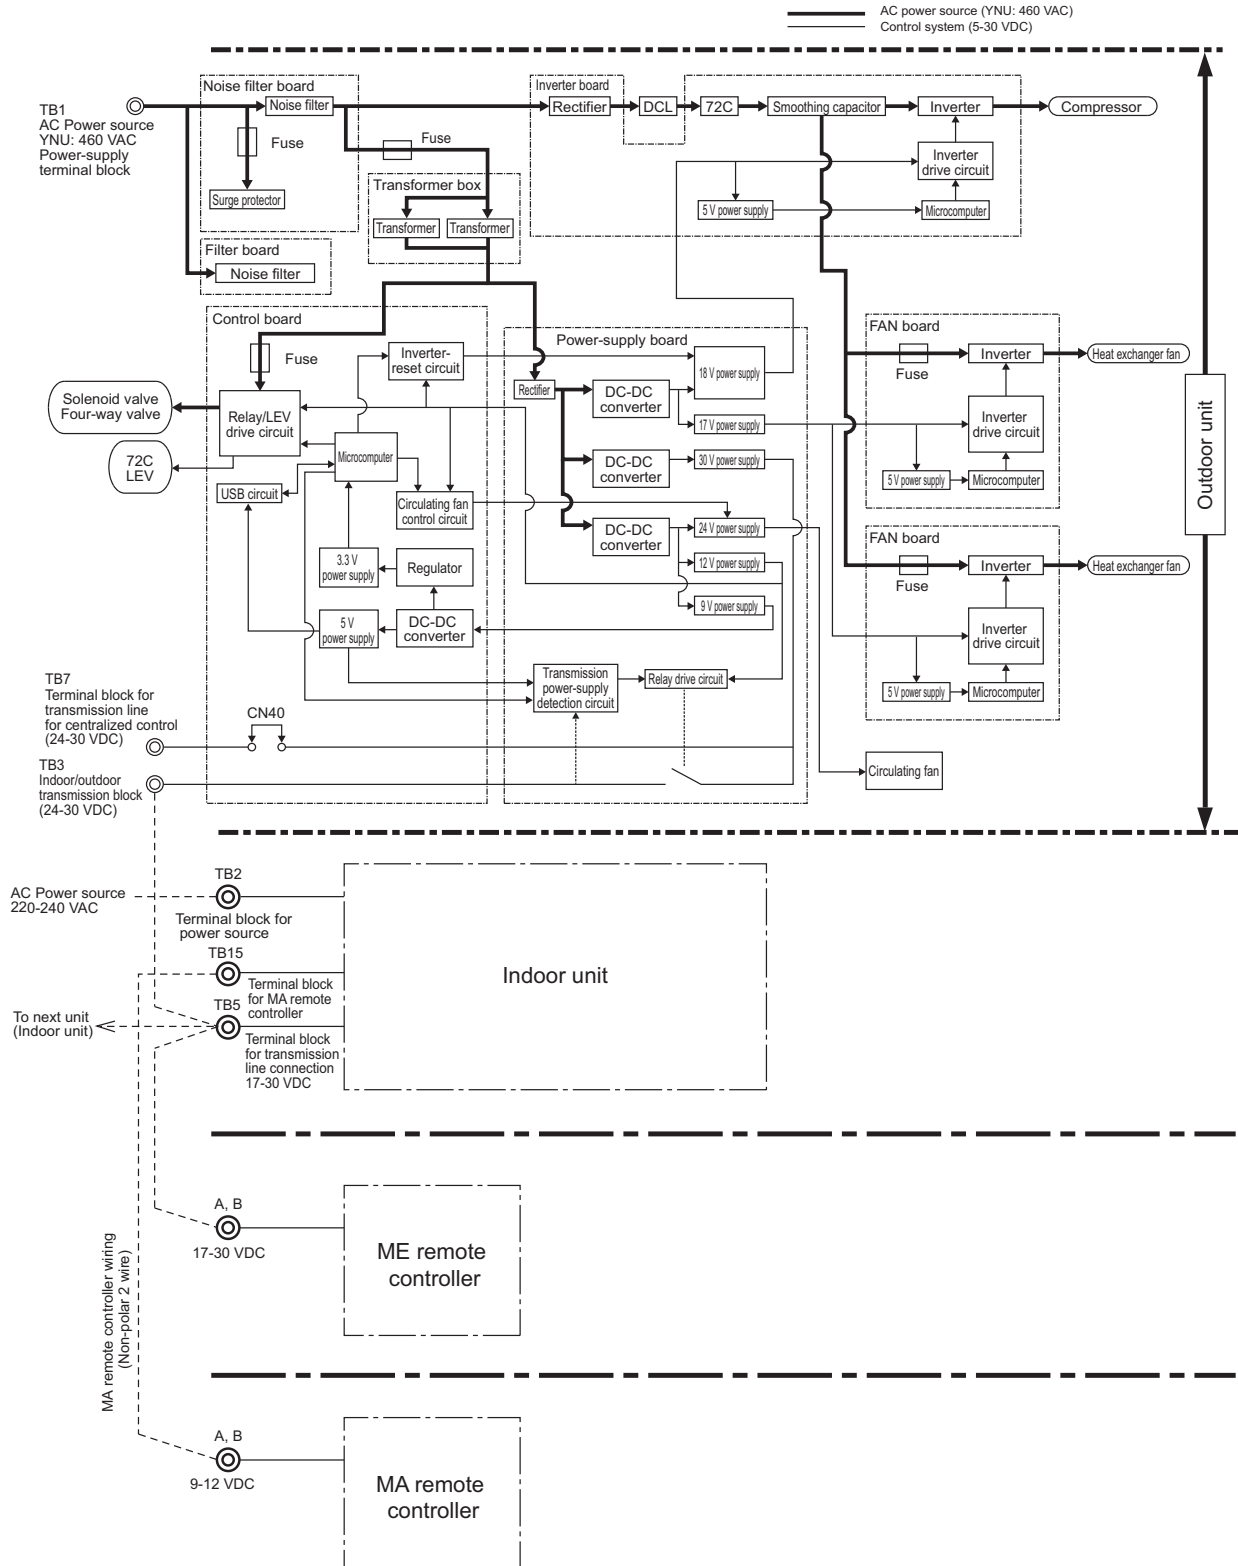 AC power source (YNU: 460 VAC)
Control system (5-30 VDC)
Noise filter board
Noise filter
TB1
AC Power source
YNU: 460 VAC
Power-supply
terminal block
Fuse
Surge protector
Fuse
Inverter board
Rectifier
DCL
72C
Smoothing capacitor
Inverter
Compressor
Inverter
drive circuit
5 V power supply
Microcomputer
Transformer box
Transformer
Transformer
Filter board
Noise filter
Control board
Fuse
Inverter-
reset circuit
Solenoid valve
Four-way valve
Relay/LEV
drive circuit
72C
LEV
Microcomputer
USB circuit
Circulating fan
control circuit
3.3 V
power supply
Regulator
5 V
power supply
DC-DC
converter
Power-supply board
Rectifier
DC-DC
converter
18 V power supply
17 V power supply
DC-DC
converter
30 V power supply
DC-DC
converter
24 V power supply
12 V power supply
9 V power supply
Transmission
power-supply
detection circuit
Relay drive circuit
FAN board
Fuse
Inverter
Heat exchanger fan
Inverter
drive circuit
5 V power supply
Microcomputer
FAN board
Fuse
Inverter
Heat exchanger fan
Inverter
drive circuit
5 V power supply
Microcomputer
Circulating fan
Outdoor unit
TB7
Terminal block for
transmission line
for centralized control
(24-30 VDC)
CN40
TB3
Indoor/outdoor
transmission block
(24-30 VDC)
AC Power source
220-240 VAC
TB2
Terminal block for
power source
TB15
Terminal block
for MA remote
controller
To next unit
(Indoor unit)
TB5
Terminal block
for transmission
line connection
17-30 VDC
Indoor unit
A, B
17-30 VDC
ME remote
controller
MA remote controller wiring
(Non-polar 2 wire)
A, B
9-12 VDC
MA remote
controller